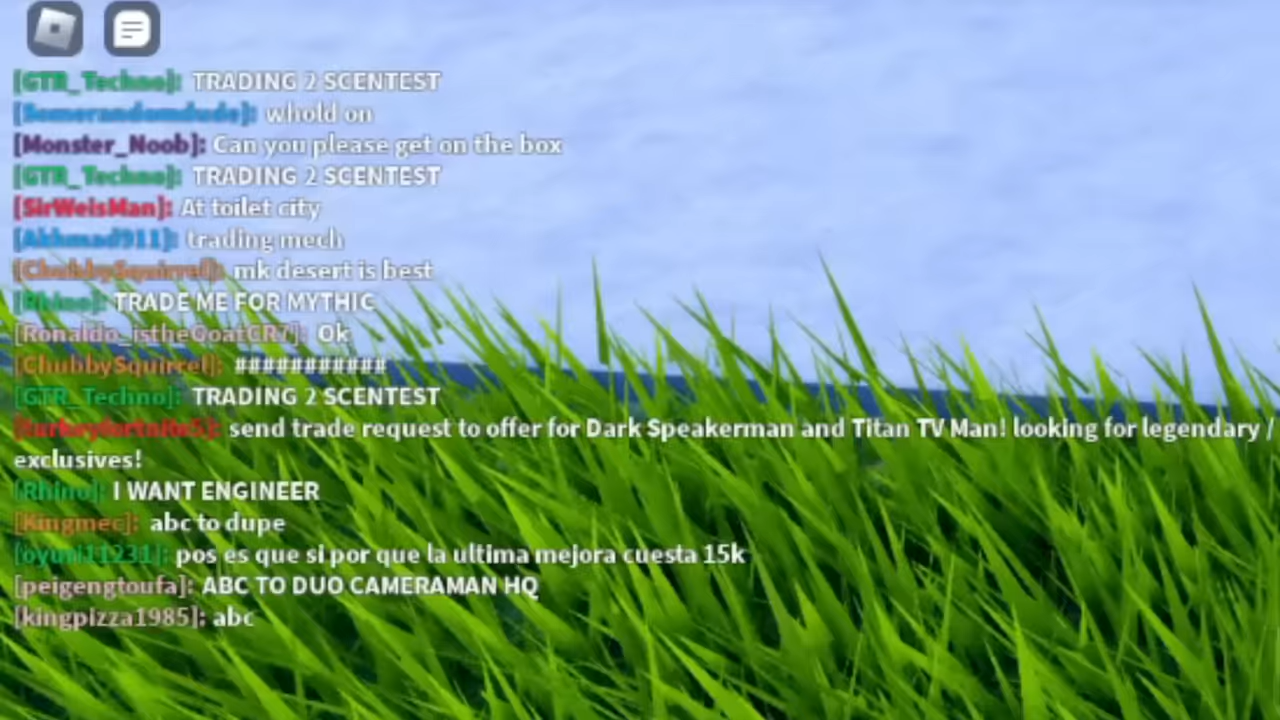 [GTR_Techno]: TRADING 2 SCENTEST
[Somerandomdude]: whold on
[Monster_Noob]: Can you please get on the box
[GTR_Techno]: TRADING 2 SCENTEST
[SirWeisMan]: At toilet city
[Akhmad911]: trading mech
[ChubbySquirrel]: mk desert is best
[Rhino]: TRADE ME FOR MYTHIC
[Ronaldo_istheGoatCR7]: Ok
[ChubbySquirrel]: ###########
[GTR_Techno]: TRADING 2 SCENTEST
send trade request to offer for Dark Speakerman and Titan TV Man! looking for legendary /
exclusives!
[Rhino]: I WANT ENGINEER
[Kingmec]: abc to dupe
[oyuni11231]: pos es que si por que la ultima mejora cuesta 15k
[peigengtoufa]: ABC TO DUO CAMERAMAN HQ
[kingpizza1985]: abc